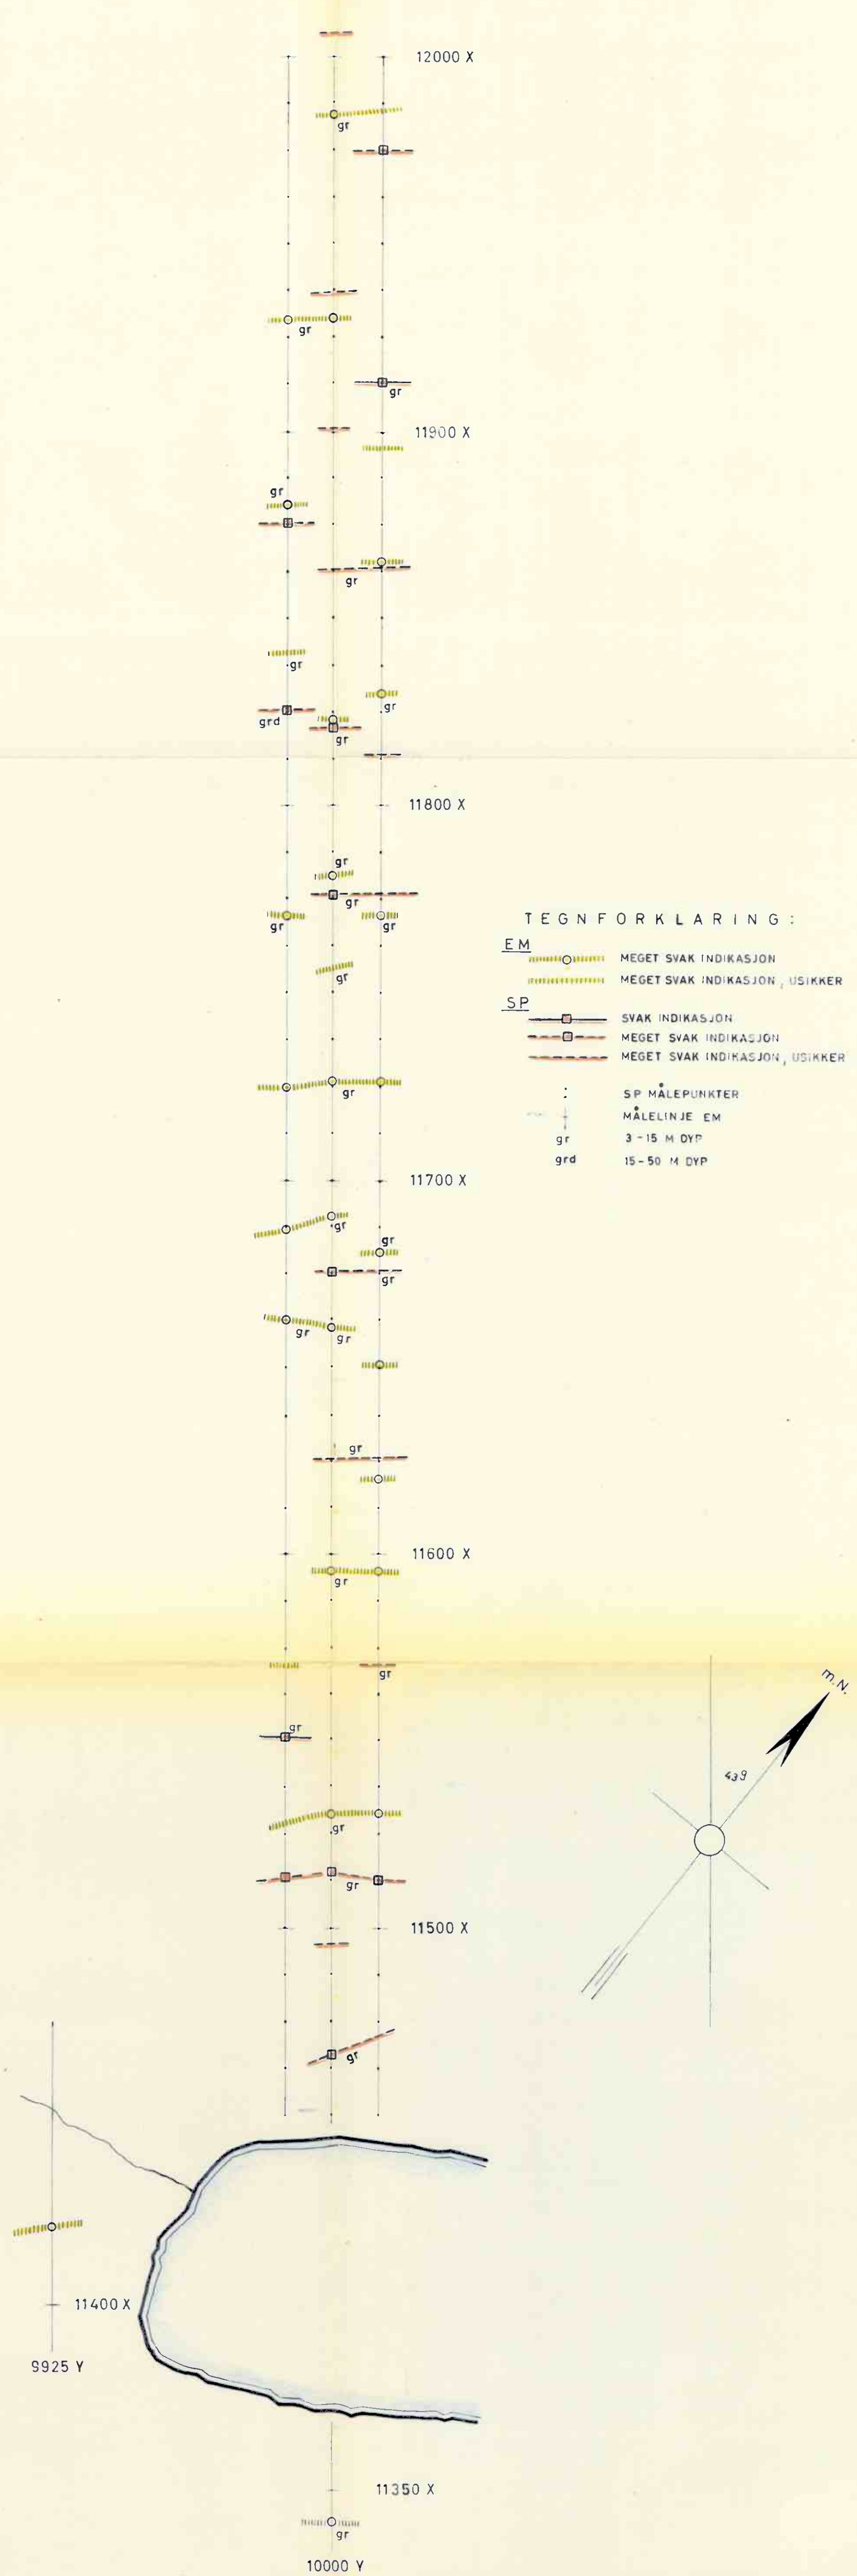 12000 X
gr
gr
gr
11900 X
gr
gr
gr
gr
grd
gr
11800 X
gr
gr
gr
gr
gr
TEGNFORKLARING:
EM
MEGET SVAK INDIKASJON
MEGET SVAK INDIKASJON, USIKKER
SP
SVAK INDIKASJON
MEGET SVAK INDIKASJON
MEGET SVAK INDIKASJON, USIKKER
SP MÅLEPUNKTER
MÅLELINJE EM
gr 3-15 M DYP
grd 15-50 M DYP
gr
11700 X
gr
gr
gr
gr
gr
gr
11600 X
gr
gr
m.N.
gr
gr
gr
11500 X
gr
11400 X
9925 Y
11350 X
gr
10000 Y